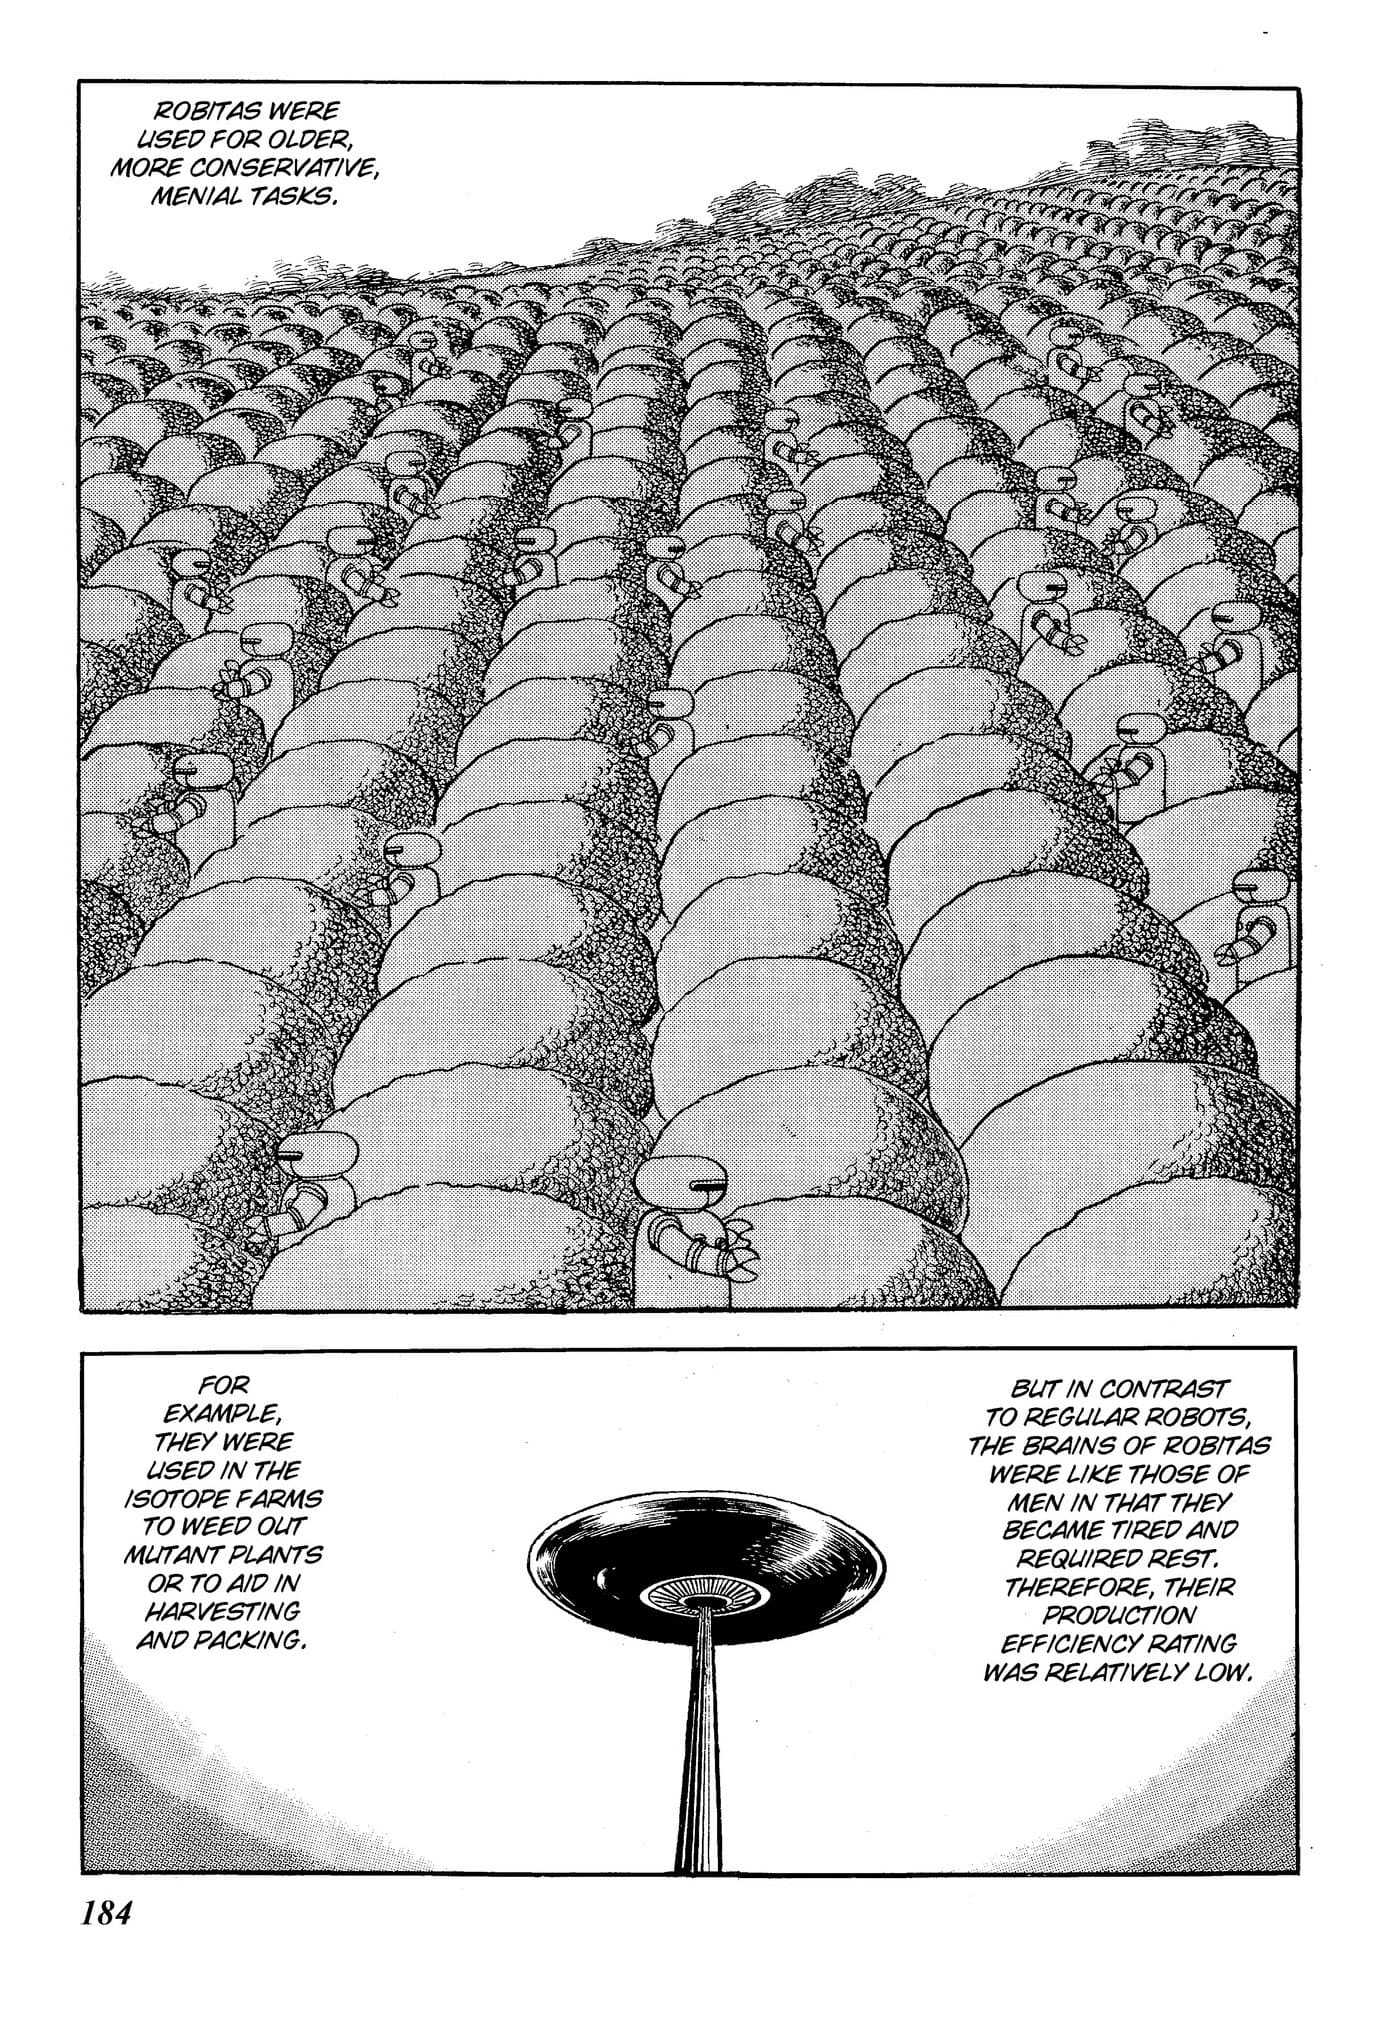 ROBITAS WERE
USED FOR OLDER,
MORE CONSERVATIVE,
MENIAL TASKS.
FOR
EXAMPLE,
THEY WERE
USED IN THE
ISOTOPE FARMS
TO WEED OUT
MUTANT PLANTS
OR TO AID IN
HARVESTING
AND PACKING.
BUT IN CONTRAST
TO REGULAR ROBOTS,
THE BRAINS OF ROBITAS
WERE LIKE THOSE OF
MEN IN THAT THEY
BECAME TIRED AND
REQUIRED REST.
THEREFORE, THEIR
PRODUCTION
EFFICIENCY RATING
WAS RELATIVELY LOW.
184